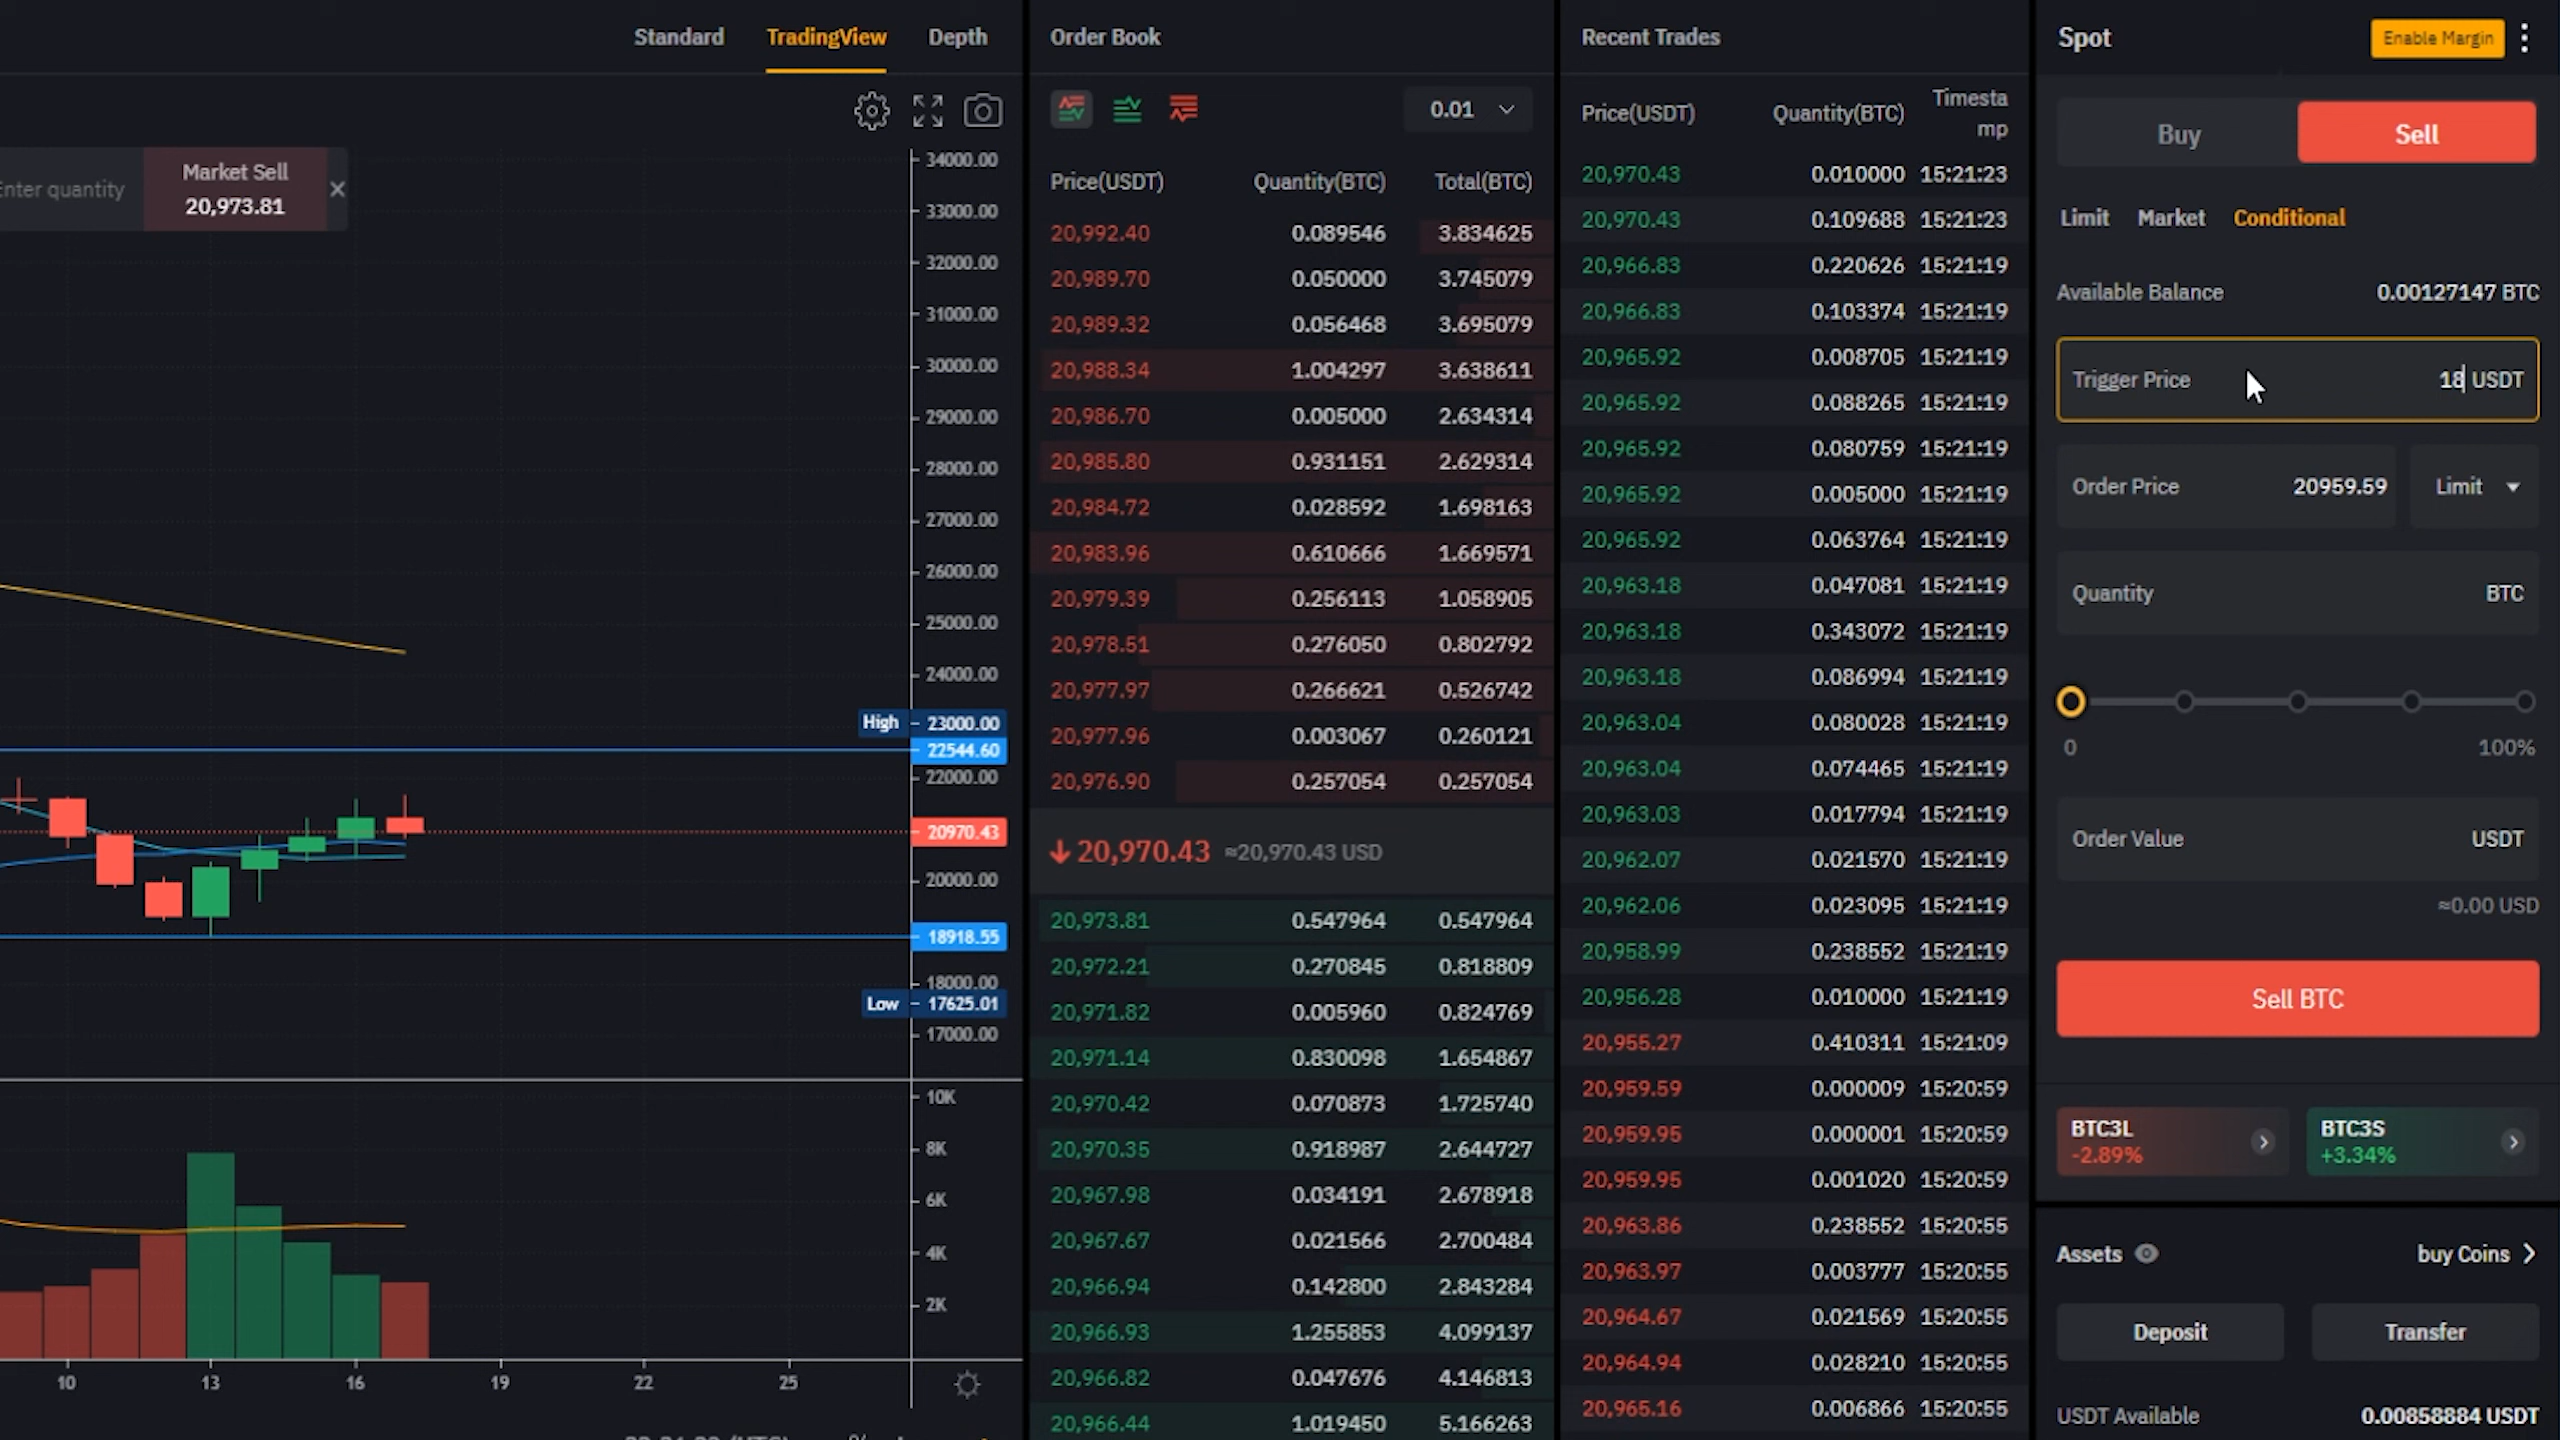 Standard TradingView Depth
Enter quantity
Market Sell
20,973.81
34000.00
33000.00
32000.00
31000.00
30000.00
29000.00
28000.00
27000.00
26000.00
25000.00
24000.00
High 23000.00
22544.60
22000.00
20970.43
20000.00
18918.55
18000.00
Low 17625.01
17000.00
10K
8K
6K
4K
2K
10 13 16 19 22 25
Order Book
0.01
Price(USDT) Quantity(BTC) Total(BTC)
20,992.40 0.089546 3.834625
20,989.70 0.050000 3.745079
20,989.32 0.056468 3.695079
20,988.34 1.004297 3.638611
20,986.70 0.005000 2.634314
20,985.80 0.931151 2.629314
20,984.72 0.028592 1.698163
20,983.96 0.610666 1.669571
20,979.39 0.256113 1.058905
20,978.51 0.276050 0.802792
20,977.97 0.266621 0.526742
20,977.96 0.003067 0.260121
20,976.90 0.257054 0.257054
20,970.43 ≈20,970.43 USD
20,973.81 0.547964 0.547964
20,972.21 0.270845 0.818809
20,971.82 0.005960 0.824769
20,971.14 0.830098 1.654867
20,970.42 0.070873 1.725740
20,970.35 0.918987 2.644727
20,967.98 0.034191 2.678918
20,967.67 0.021566 2.700484
20,966.94 0.142800 2.843284
20,966.93 1.255853 4.099137
20,966.82 0.047676 4.146813
20,966.44 1.019450 5.166263
Recent Trades
Price(USDT) Quantity(BTC) Timesta
mp
20,970.43 0.010000 15:21:23
20,970.43 0.109688 15:21:23
20,966.83 0.220626 15:21:19
20,966.83 0.103374 15:21:19
20,965.92 0.008705 15:21:19
20,965.92 0.088265 15:21:19
20,965.92 0.080759 15:21:19
20,965.92 0.005000 15:21:19
20,965.92 0.063764 15:21:19
20,963.18 0.047081 15:21:19
20,963.18 0.343072 15:21:19
20,963.18 0.086994 15:21:19
20,963.04 0.080028 15:21:19
20,963.04 0.074465 15:21:19
20,963.03 0.017794 15:21:19
20,962.07 0.021570 15:21:19
20,962.06 0.023095 15:21:19
20,958.99 0.238552 15:21:19
20,956.28 0.010000 15:21:19
20,955.27 0.410311 15:21:09
20,959.59 0.000009 15:20:59
20,959.95 0.000001 15:20:59
20,959.95 0.001020 15:20:59
20,963.86 0.238552 15:20:55
20,963.97 0.003777 15:20:55
20,964.67 0.021569 15:20:55
20,964.94 0.028210 15:20:55
20,965.16 0.006866 15:20:55
Spot Enable Margin
Buy Sell
Limit Market Conditional
Available Balance 0.00127147 BTC
Trigger Price 18 USDT
Order Price 20959.59 Limit
Quantity BTC
0 100%
Order Value USDT
≈0.00 USD
Sell BTC
BTC3L BTC3S
-2.89% +3.34%
Assets buy Coins
Deposit Transfer
USDT Available 0.00858884 USDT